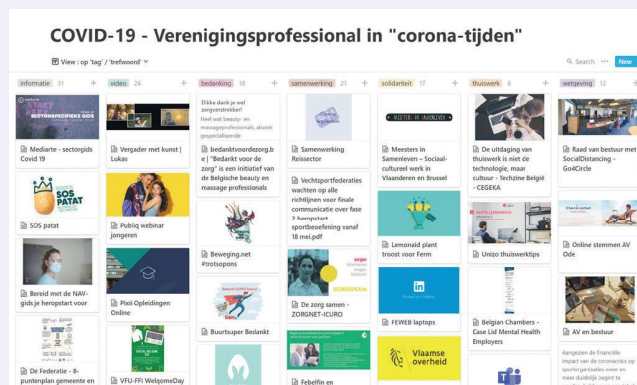 COVID-19 - Verenigingsprofessional in "corona-tijden"
View : op 'tag' / 'trefwoord'
Search
New
informatie 31
SECTORSPECIFIEKE GIDS
Mediarte - sectorgids
Covid 19
SOS
PATAT
SOS patat
Bereid met de NAV-
gids je heropstart voor
De Federatie - 8-
puntenplan gemeente en
video 26
Vergader met kunst |
Lukas
Publiq webinar
jongeren
Pixii Opleidingen
Online
VFU-FFI WelqomeDay
bedanking 18
Dikke dank je wel
zorgverstrekker!
Heel wat beauty- en
massageprofessionals, alsook
gespecialiseerde
bedanktvoordezorg.b
e | "Bedankt voor de
zorg" is een initiatief van
de Belgische beauty en
massage professionals
Beweging.net
#trotsopons
Buurtsuper Bedankt
samenwerking 21
Samenwerking
Reissector
Vechtsportfederaties
wachten op alle
richtlijnen voor finale
communicatie over fase
2 heropstart
sportbeoefening vanaf
18 mei.pdf
De zorg samen -
ZORGNET-ICURO
Febelfin en
solidariteit 17
MEESTERS IN SAMENLEVEN
Meesters in
Samenleven – Sociaal-
cultureel werk in
Vlaanderen en Brussel
Lemonaid plant
troost voor Ferm
in
FEWEB laptops
Vlaamse
overheid
thuiswerk 6
De uitdaging van
thuiswerk is niet de
technologie, maar
cultuur - Techzine België
- CEGEKA
Unizo thuiswerktips
Belgian Chambers -
Case Lid Mental Health
Employers
wetgeving 12
Raad van bestuur met
SocialDistancing -
Go4Circle
Online stemmen AV
Ode
AV en bestuur
Aangezien de financiële
impact van de coronacrisis op
sportorganisaties meer en
meer duidelijk begint te